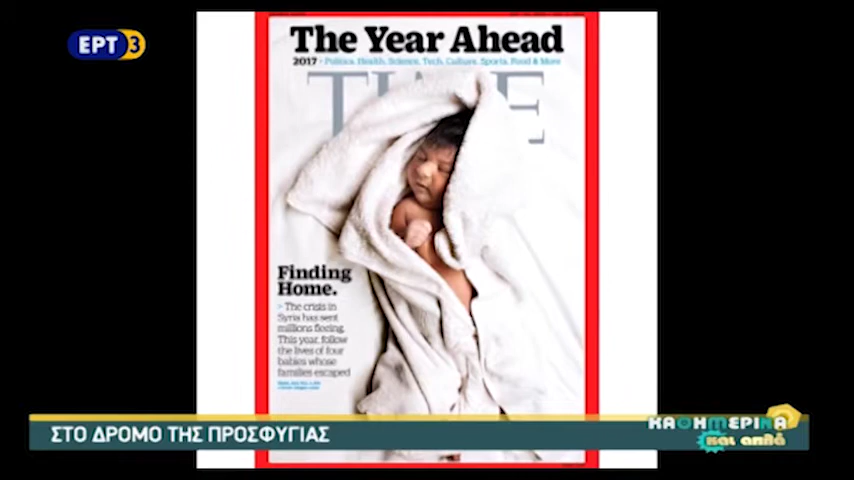 ΕΡΤ3
The Year Ahead
2017 • Politics, Health, Science, Tech, Culture, Sports, Food & More
TIME
Finding
Home.
The crisis in
Syria has sent
millions fleeing.
This year, follow
the lives of four
babies whose
families escaped
ΣΤΟ ΔΡΟΜΟ ΤΗΣ ΠΡΟΣΦΥΓΙΑΣ
ΚΑΘΗΜΕΡΙΝΑ
και απλά